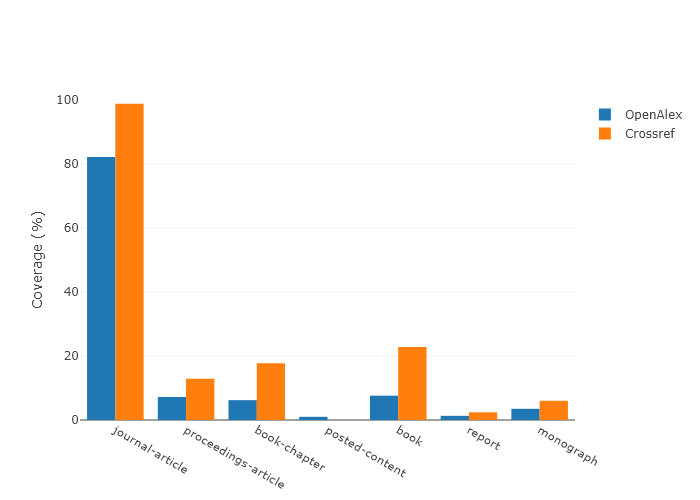 100
80
60
40
20
0
Coverage (%)
journal-article
proceedings-article
book-chapter
posted-content
book
report
monograph
OpenAlex
Crossref